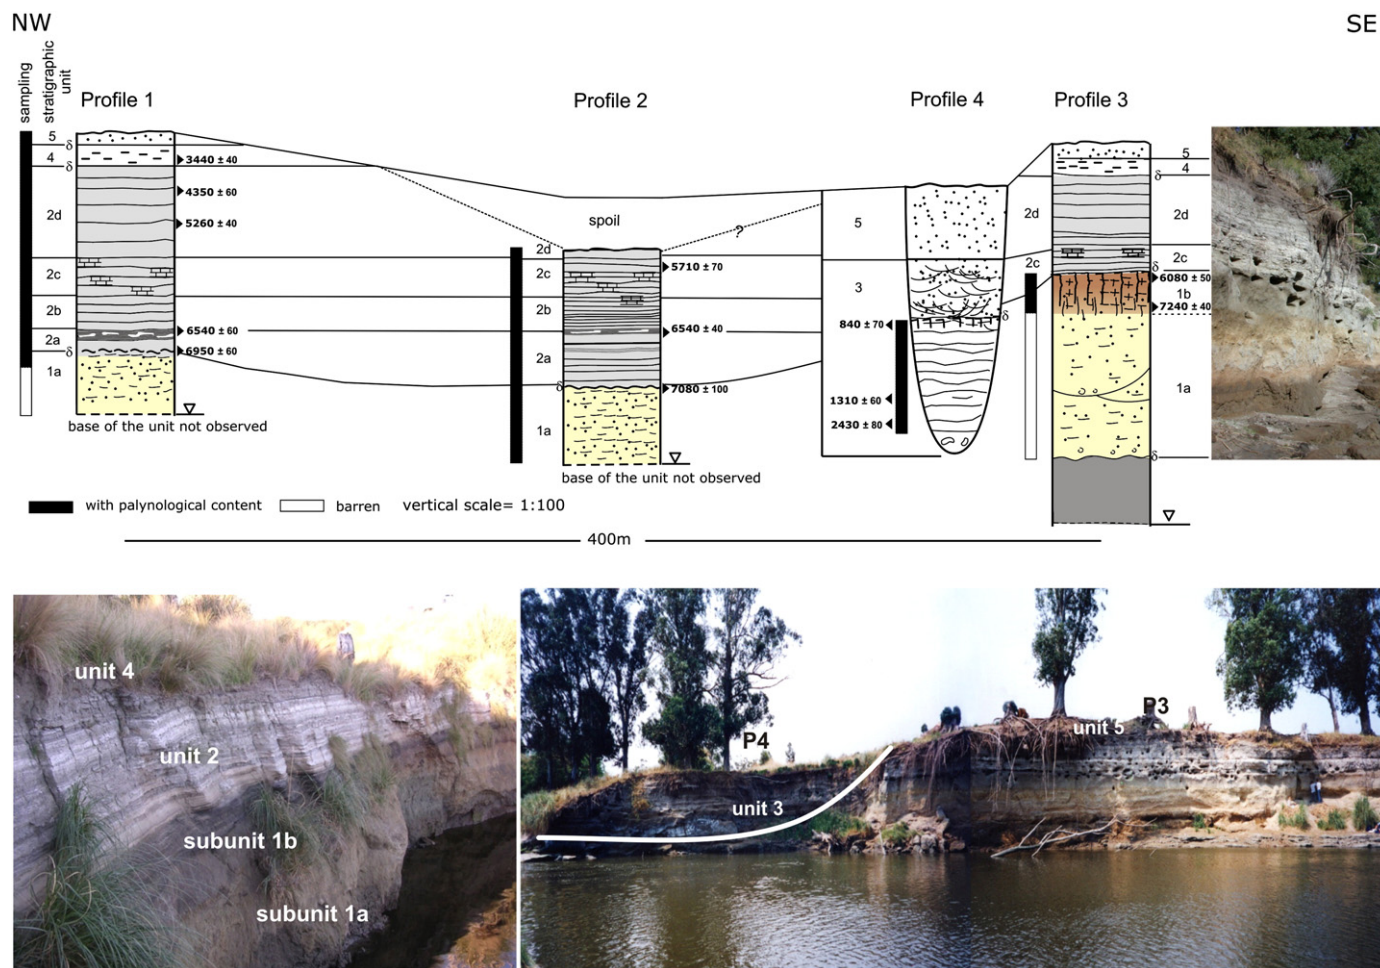 NW
SE
sampling
stratigraphic
unit
Profile 1
Profile 2
Profile 4
Profile 3
5
δ
4
δ
3440 ± 40
4350 ± 60
2d
5260 ± 40
2c
2b
6540 ± 60
2a
δ
6950 ± 60
1a
base of the unit not observed
spoil
?
2d
2c
5710 ± 70
2b
6540 ± 40
2a
δ
7080 ± 100
1a
base of the unit not observed
5
3
δ
840 ± 70
1310 ± 60
2430 ± 80
2d
2c
5
4
δ
2d
2c
δ
6080 ± 50
1b
7240 ± 40
1a
δ
with palynological content
barren
vertical scale= 1:100
400m
unit 4
unit 2
subunit 1b
subunit 1a
P4
P3
unit 5
unit 3